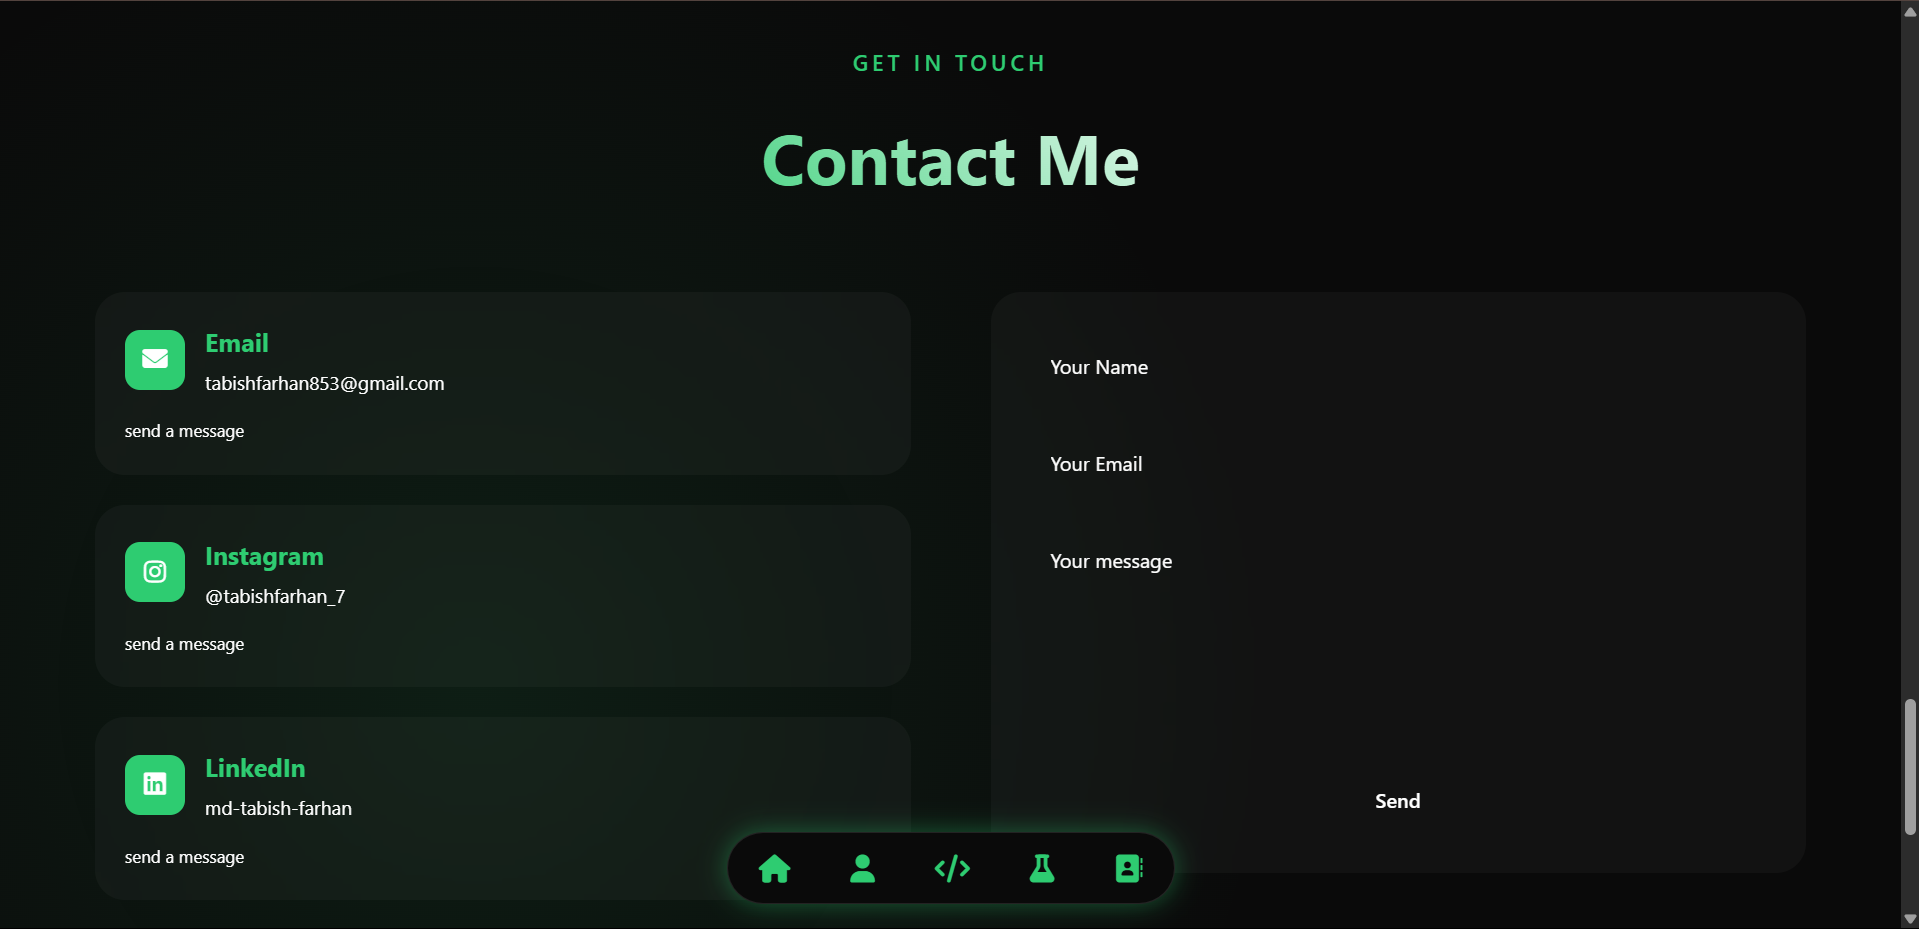 GET IN TOUCH
Contact Me
Email
tabishfarhan853@gmail.com
send a message
Instagram
@tabishfarhan_7
send a message
LinkedIn
md-tabish-farhan
send a message
Your Name
Your Email
Your message
Send